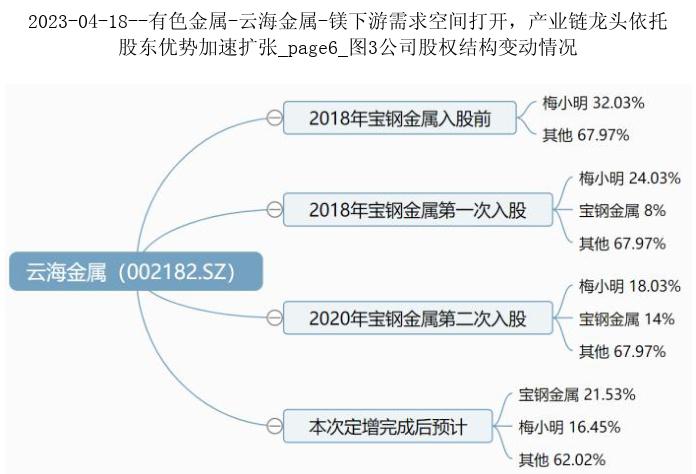 2023-04-18--有色金属-云海金属-镁下游需求空间打开，产业链龙头依托
股东优势加速扩张_page6_图3公司股权结构变动情况
云海金属（002182.SZ）
2018年宝钢金属入股前
梅小明 32.03%
其他 67.97%
2018年宝钢金属第一次入股
梅小明 24.03%
宝钢金属 8%
其他 67.97%
2020年宝钢金属第二次入股
梅小明 18.03%
宝钢金属 14%
其他 67.97%
本次定增完成后预计
宝钢金属 21.53%
梅小明 16.45%
其他 62.02%